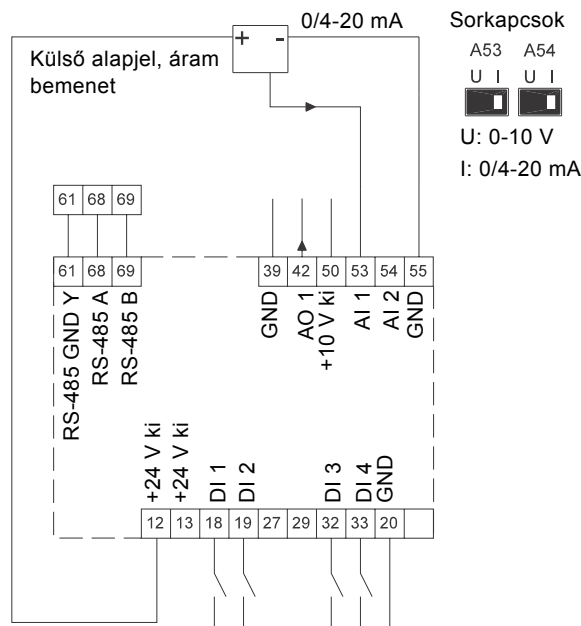 0/4-20 mA
+ -
Külső alapjel, áram
bemenet
Sorkapcsok
A53 A54
U I U I
U: 0-10 V
I: 0/4-20 mA
61 68 69
61 68 69
39 42 50 53 54 55
RS-485 GND Y
RS-485 A
RS-485 B
GND
AO 1
+10 V ki
AI 1
AI 2
GND
+24 V ki
+24 V ki
DI 1
DI 2
DI 3
DI 4
GND
12 13 18 19 27 29 32 33 20